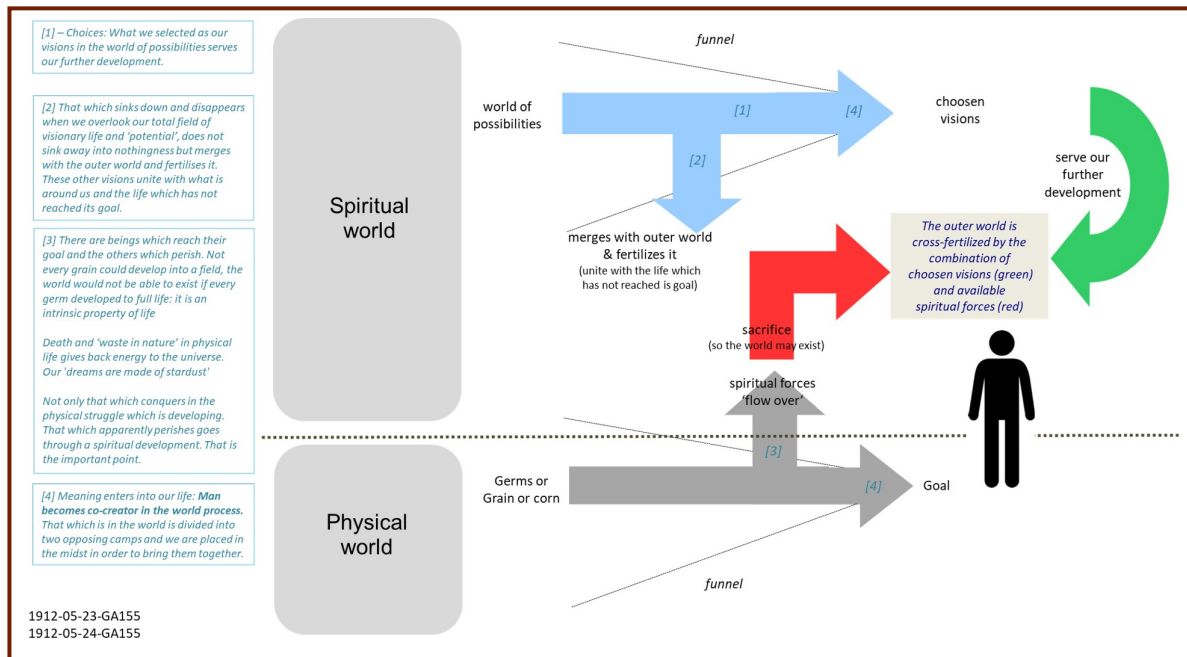 [1] – Choices: What we selected as our
visions in the world of possibilities serves
our further development.
[2] That which sinks down and disappears
when we overlook our total field of
visionary life and ‘potential’, does not
sink away into nothingness but merges
with the outer world and fertilises it.
These other visions unite with what is
around us and the life which has not
reached its goal.
[3] There are beings which reach their
goal and the others which perish. Not
every grain could develop into a field, the
world would not be able to exist if every
germ developed to full life: it is an
intrinsic property of life
Death and ‘waste in nature’ in physical
life gives back energy to the universe.
Our 'dreams are made of stardust'
Not only that which conquers in the
physical struggle which is developing.
That which apparently perishes goes
through a spiritual development. That is
the important point.
[4] Meaning enters into our life: Man
becomes co-creator in the world process.
That which is in the world is divided into
two opposing camps and we are placed in
the midst in order to bring them together.
1912-05-23-GA155
1912-05-24-GA155
Spiritual
world
Physical
world
funnel
world of
possibilities
[1]
[4]
[2]
choosen
visions
serve our
further
development
merges with outer world
& fertilizes it
(unite with the life which
has not reached is goal)
The outer world is
cross-fertilized by the
combination of
choosen visions (green)
and available
spiritual forces (red)
sacrifice
(so the world may exist)
spiritual forces
‘flow over’
[3]
Germs or
Grain or corn
[4]
Goal
funnel